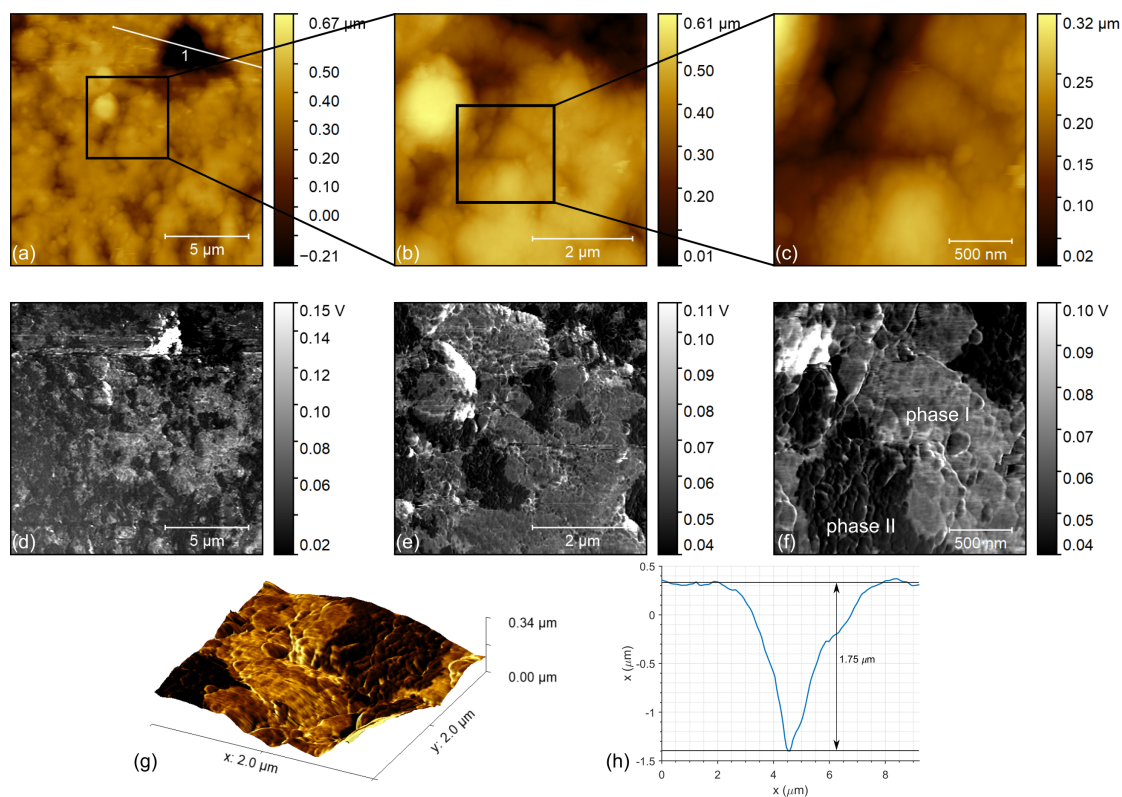 0.67 µm
0.50
0.40
0.30
0.20
0.10
0.00
−0.21
1
5 µm
(a)
0.61 µm
0.50
0.40
0.30
0.20
0.10
0.01
2 µm
(b)
0.32 µm
0.25
0.20
0.15
0.10
0.02
500 nm
(c)
0.15 V
0.14
0.12
0.10
0.08
0.06
0.02
5 µm
(d)
0.11 V
0.10
0.09
0.08
0.07
0.06
0.05
0.04
2 µm
(e)
0.10 V
0.09
0.08
0.07
0.06
0.05
0.04
phase I
phase II
500 nm
(f)
0.34 µm
0.00 µm
x: 2.0 µm
y: 2.0 µm
(g)
0.5
0
-0.5
-1
-1.5
x (μm)
1.75 μm
0 2 4 6 8
x (μm)
(h)